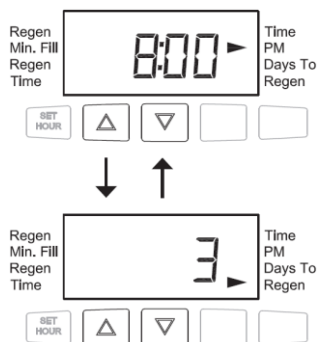 Regen
Min. Fill
Regen
Time
8:00
Time
PM
Days To
Regen
SET
HOUR
Regen
Min. Fill
Regen
Time
3
Time
PM
Days To
Regen
SET
HOUR